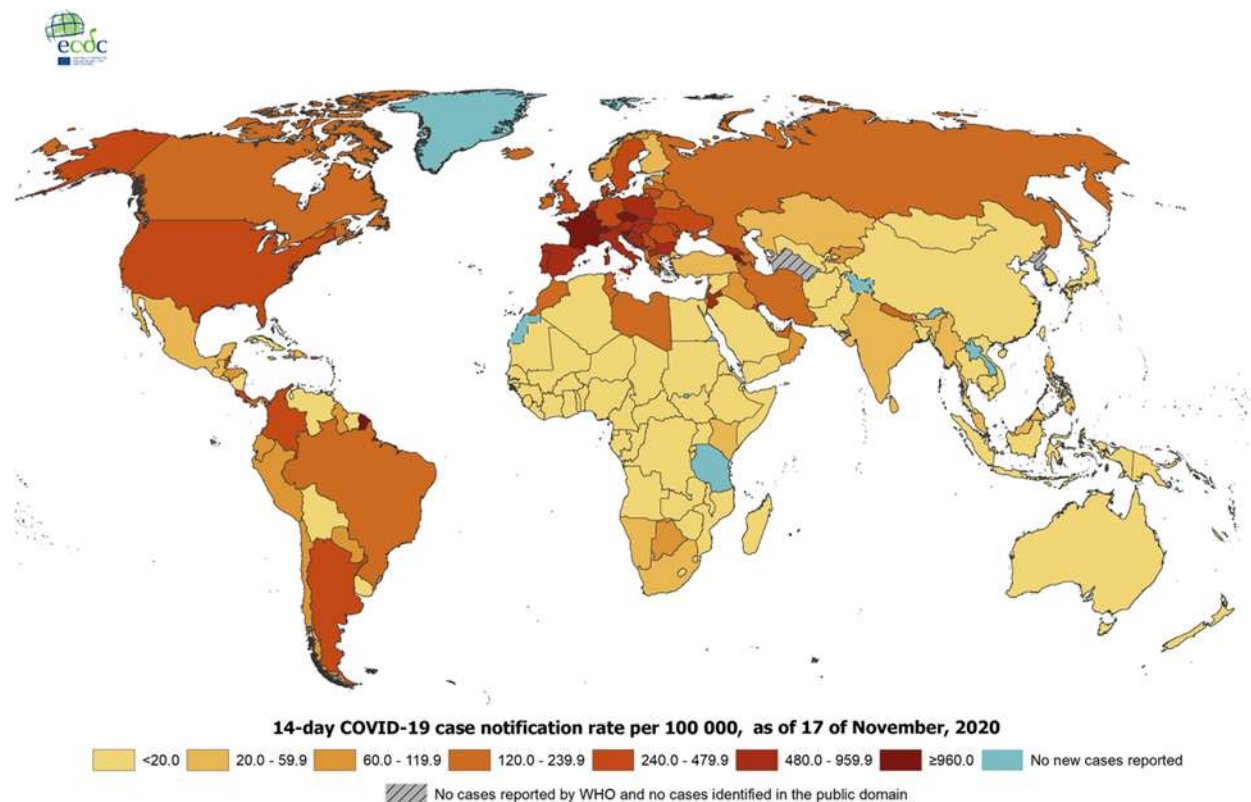 ecdc
14-day COVID-19 case notification rate per 100 000, as of 17 of November, 2020
<20.0
20.0 - 59.9
60.0 - 119.9
120.0 - 239.9
240.0 - 479.9
480.0 - 959.9
≥960.0
No new cases reported
No cases reported by WHO and no cases identified in the public domain